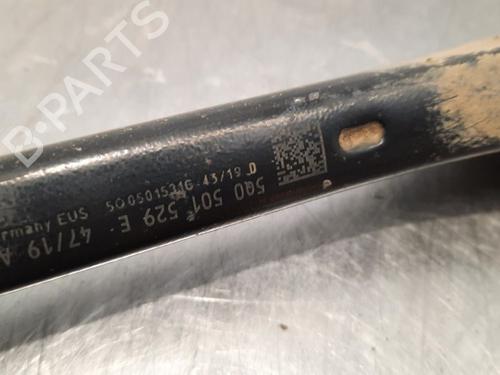 5Q0501531G 43/19 D
5Q0 501 529 E
rmany EUS 47/19 A
B-PARTS